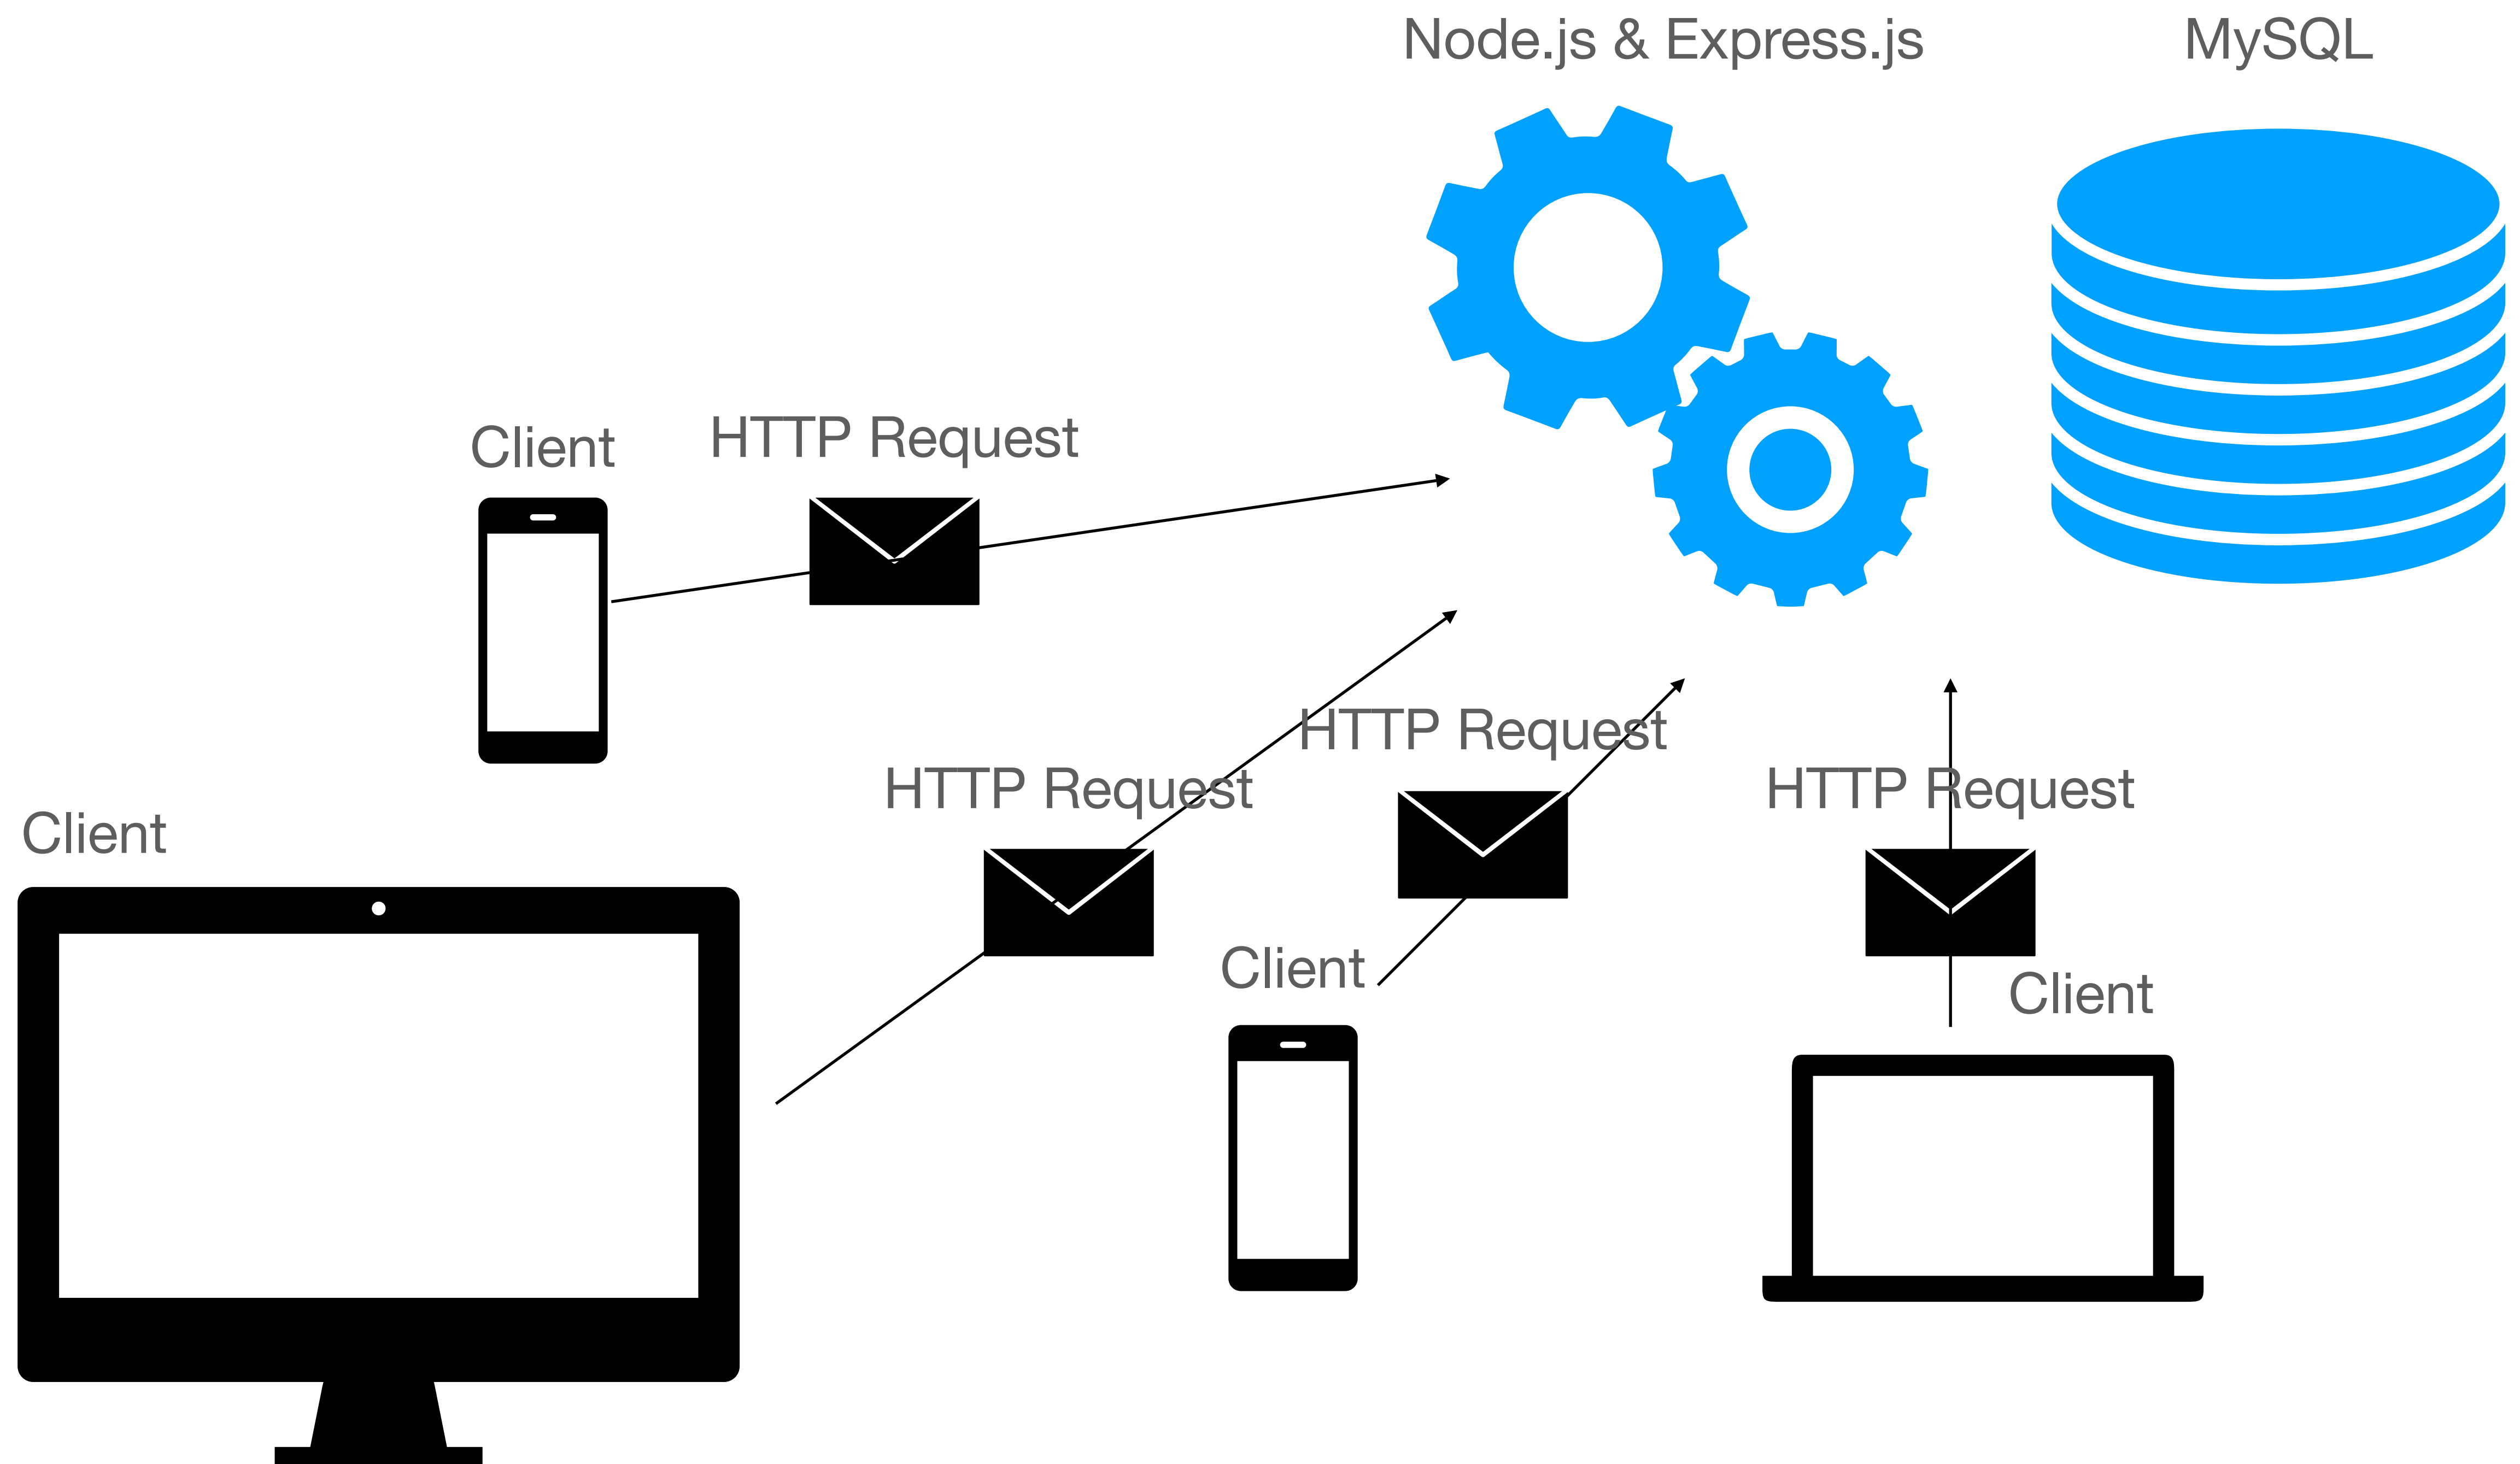 Node.js & Express.js
MySQL
Client
HTTP Request
HTTP Request
HTTP Request
HTTP Request
Client
Client
Client